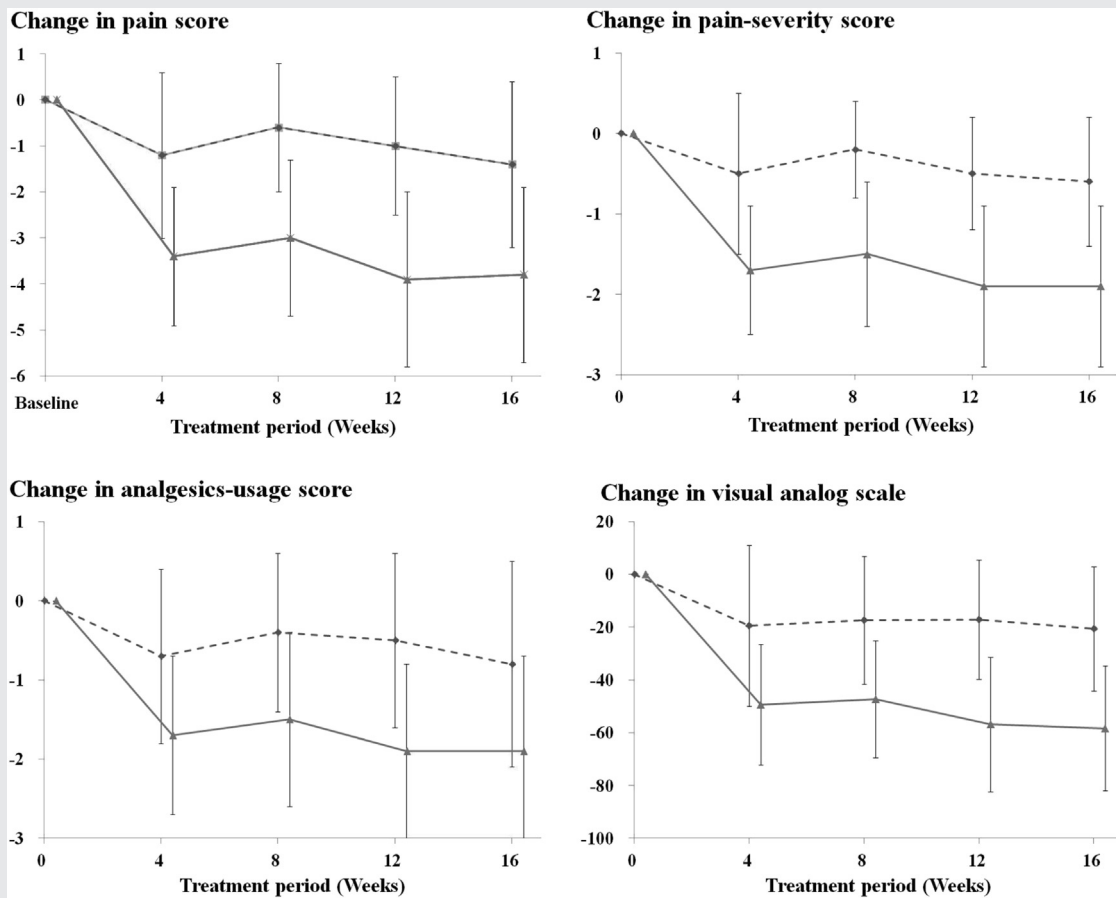 Change in pain score
1
0
-1
-2
-3
-4
-5
-6
Baseline 4 8 12 16
Treatment period (Weeks)
Change in pain-severity score
1
0
-1
-2
-3
0 4 8 12 16
Treatment period (Weeks)
Change in analgesics-usage score
1
0
-1
-2
-3
0 4 8 12 16
Treatment period (Weeks)
Change in visual analog scale
20
0
-20
-40
-60
-80
-100
0 4 8 12 16
Treatment period (Weeks)